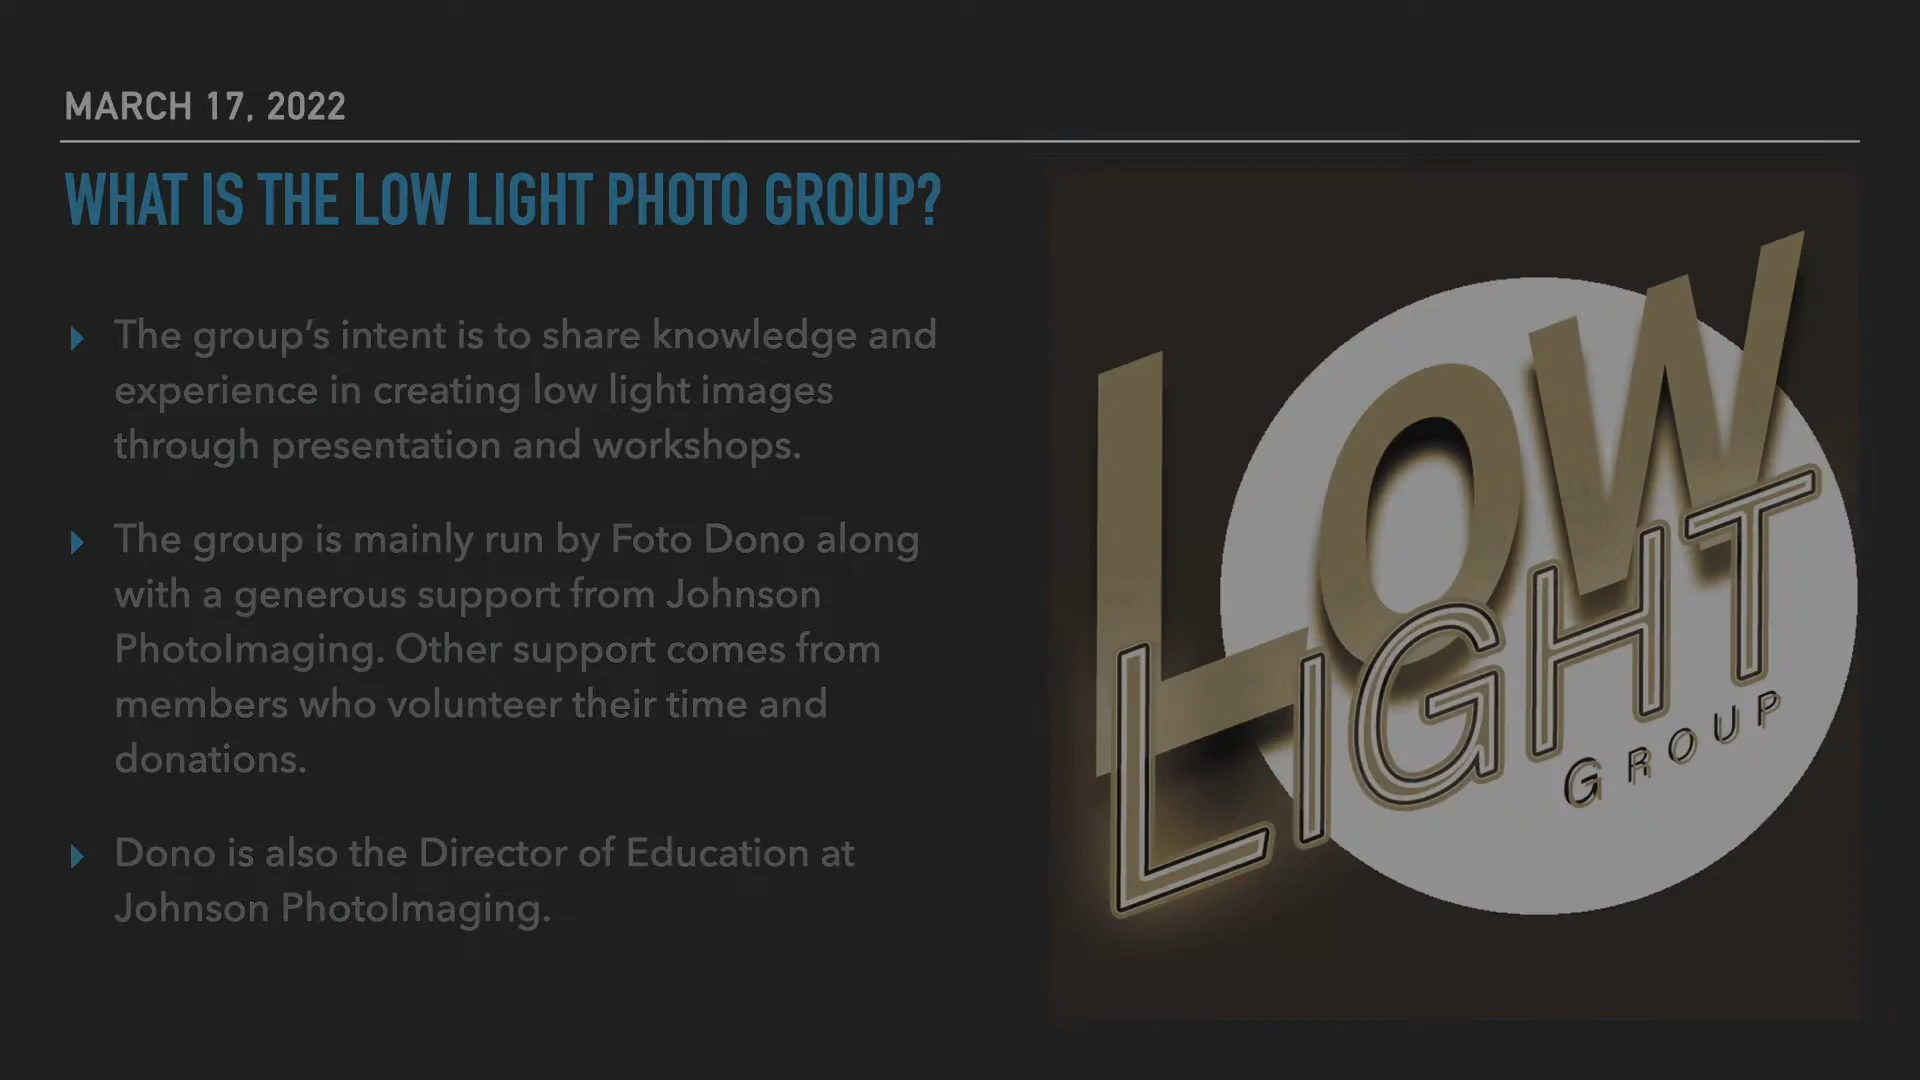 MARCH 17, 2022
WHAT IS THE LOW LIGHT PHOTO GROUP?
The group’s intent is to share knowledge and
experience in creating low light images
through presentation and workshops.
The group is mainly run by Foto Dono along
with a generous support from Johnson
PhotoImaging. Other support comes from
members who volunteer their time and
donations.
Dono is also the Director of Education at
Johnson PhotoImaging.
LOW
LIGHT
GROUP